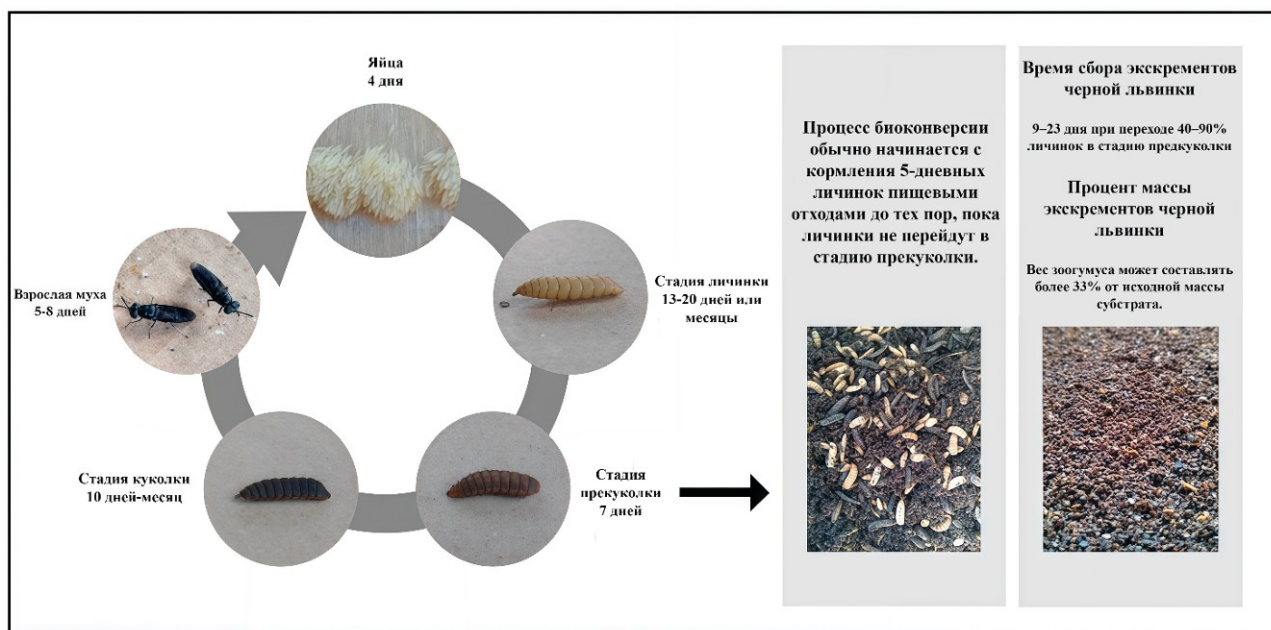 Яйца
4 дня
Стадия личинки
13-20 дней или
месяцы
Стадия
прекуколки
7 дней
Стадия куколки
10 дней-месяц
Взрослая муха
5-8 дней
Процесс биоконверсии
обычно начинается с
кормления 5-дневных
личинок пищевыми
отходами до тех пор, пока
личинки не перейдут в
стадию прекуколки.
Время сбора экскрементов
черной львинки
9–23 дня при переходе 40–90%
личинок в стадию предкуколки
Процент массы
экскрементов черной
львинки
Вес зоогумуса может составлять
более 33% от исходной массы
субстрата.